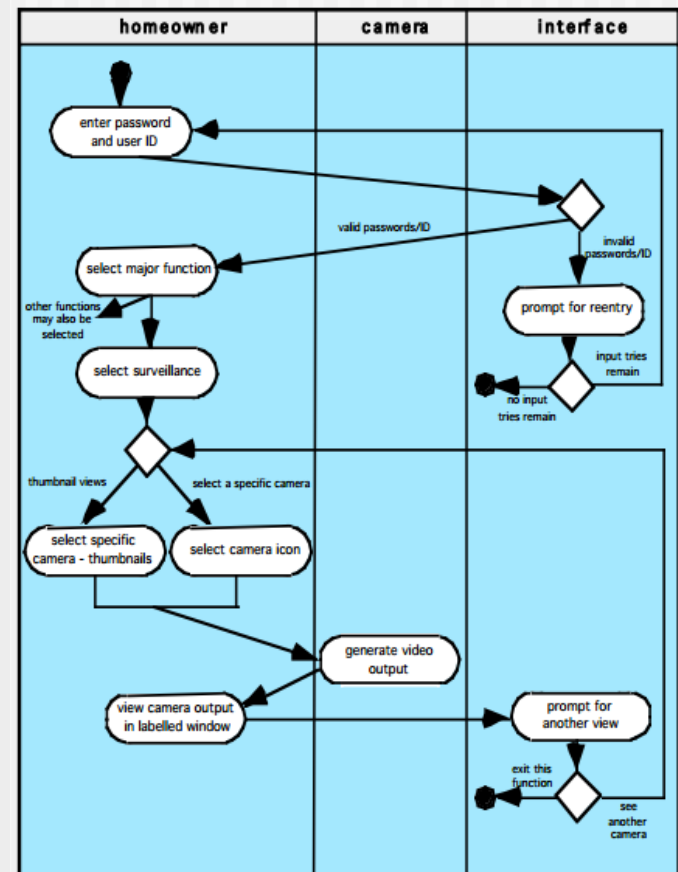 homeowner
camera
interface
enter password
and user ID
valid passwords/ID
invalid
passwords/ID
select major function
prompt for reentry
other functions
may also be
selected
input tries
remain
select surveillance
no input
tries remain
thumbnail views
select a specific camera
select specific
camera - thumbnails
select camera icon
generate video
output
view camera output
in labelled window
prompt for
another view
exit this
function
see
another
camera